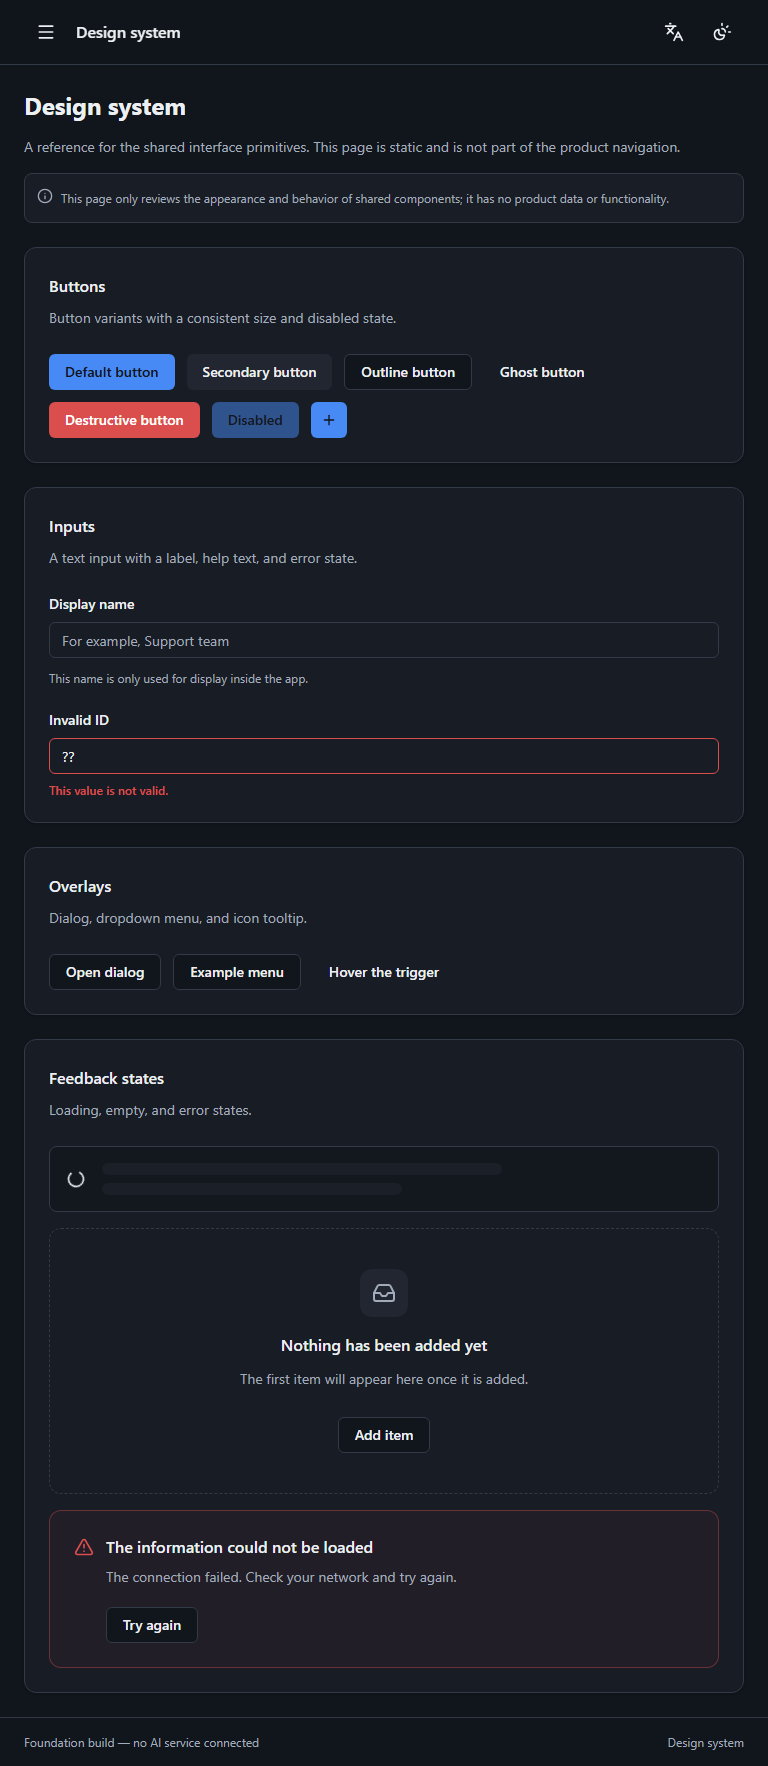 Design system
Design system
A reference for the shared interface primitives. This page is static and is not part of the product navigation.
This page only reviews the appearance and behavior of shared components; it has no product data or functionality.
Buttons
Button variants with a consistent size and disabled state.
Default button
Secondary button
Outline button
Ghost button
Destructive button
Disabled
Inputs
A text input with a label, help text, and error state.
Display name
For example, Support team
This name is only used for display inside the app.
Invalid ID
??
This value is not valid.
Overlays
Dialog, dropdown menu, and icon tooltip.
Open dialog
Example menu
Hover the trigger
Feedback states
Loading, empty, and error states.
Nothing has been added yet
The first item will appear here once it is added.
Add item
The information could not be loaded
The connection failed. Check your network and try again.
Try again
Foundation build — no AI service connected
Design system